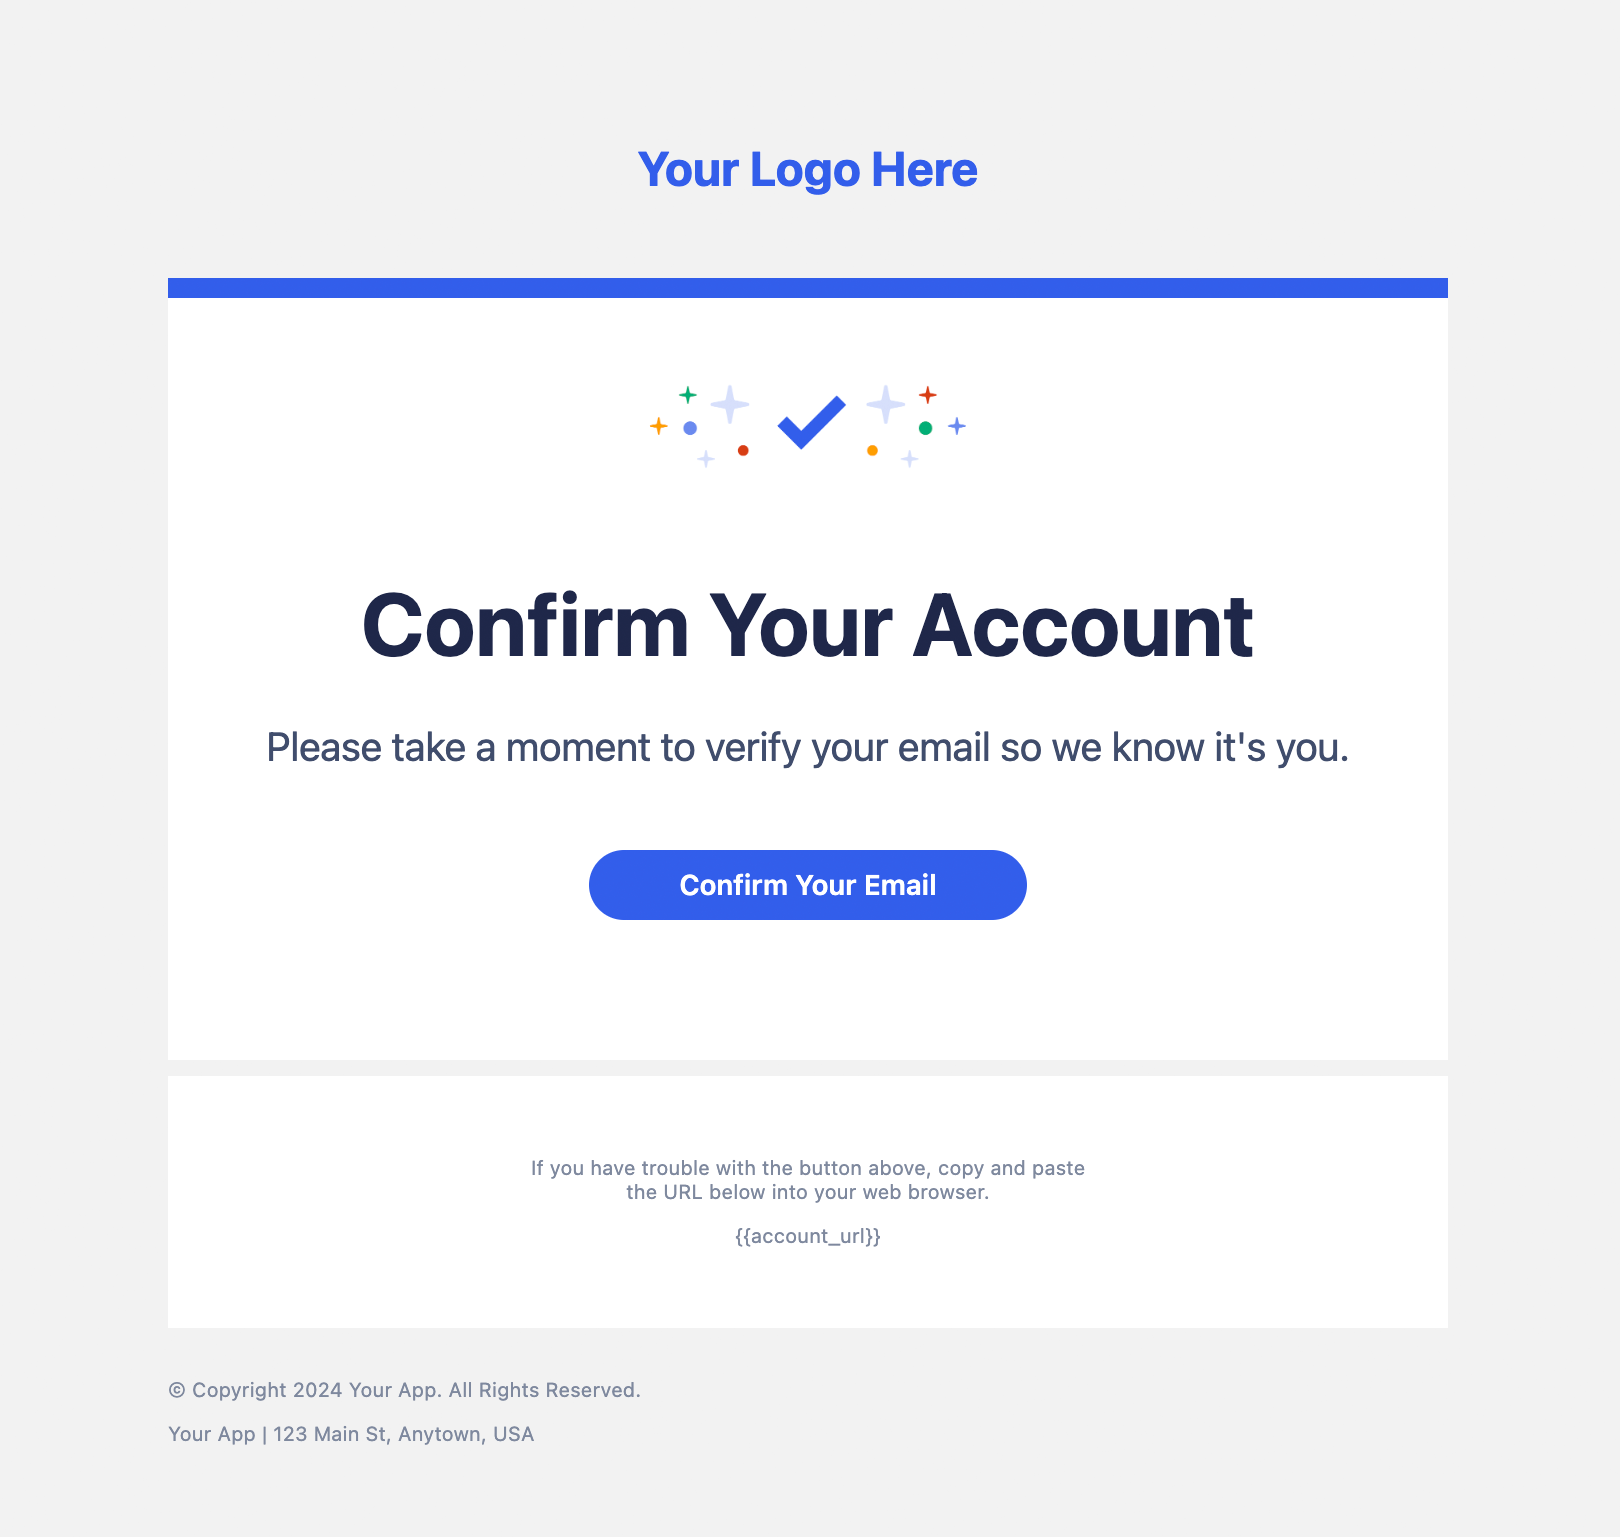 Your Logo Here
Confirm Your Account
Please take a moment to verify your email so we know it's you.
Confirm Your Email
If you have trouble with the button above, copy and paste
the URL below into your web browser.
{{account_url}}
© Copyright 2024 Your App. All Rights Reserved.
Your App | 123 Main St, Anytown, USA